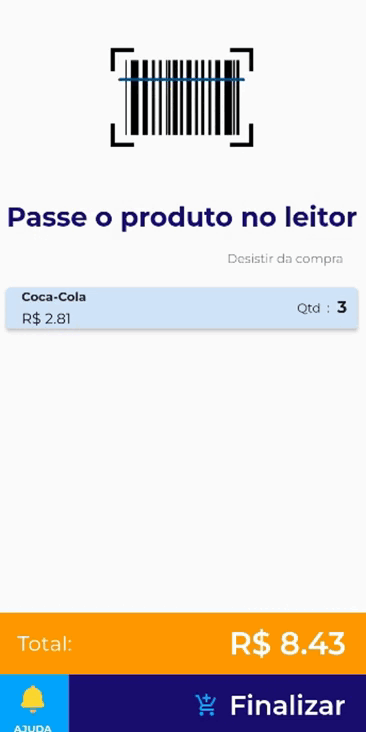 Passe o produto no leitor
Desistir da compra
Coca-Cola
R$ 2.81
Qtd : 3
Total: R$ 8.43
AJUDA
Finalizar